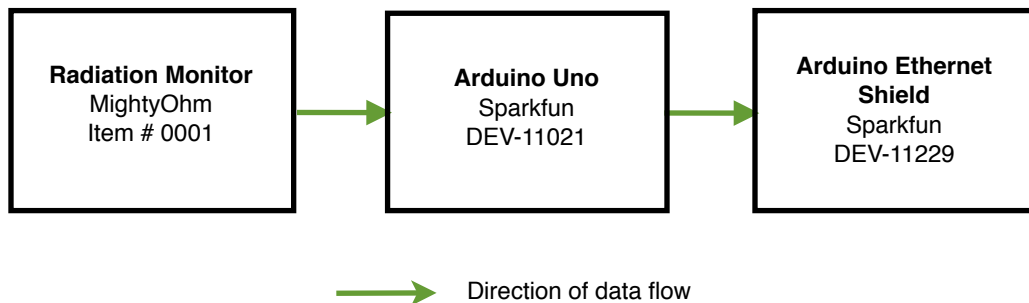 Radiation Monitor
MightyOhm
Item # 0001
Arduino Uno
Sparkfun
DEV-11021
Arduino Ethernet
Shield
Sparkfun
DEV-11229
Direction of data flow